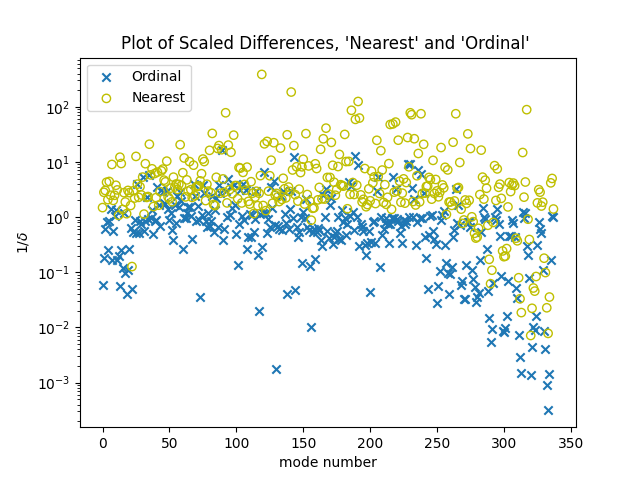 Plot of Scaled Differences, 'Nearest' and 'Ordinal'
Ordinal
Nearest
10²
10¹
10⁰
10⁻¹
10⁻²
10⁻³
1/δ
0 50 100 150 200 250 300 350
mode number